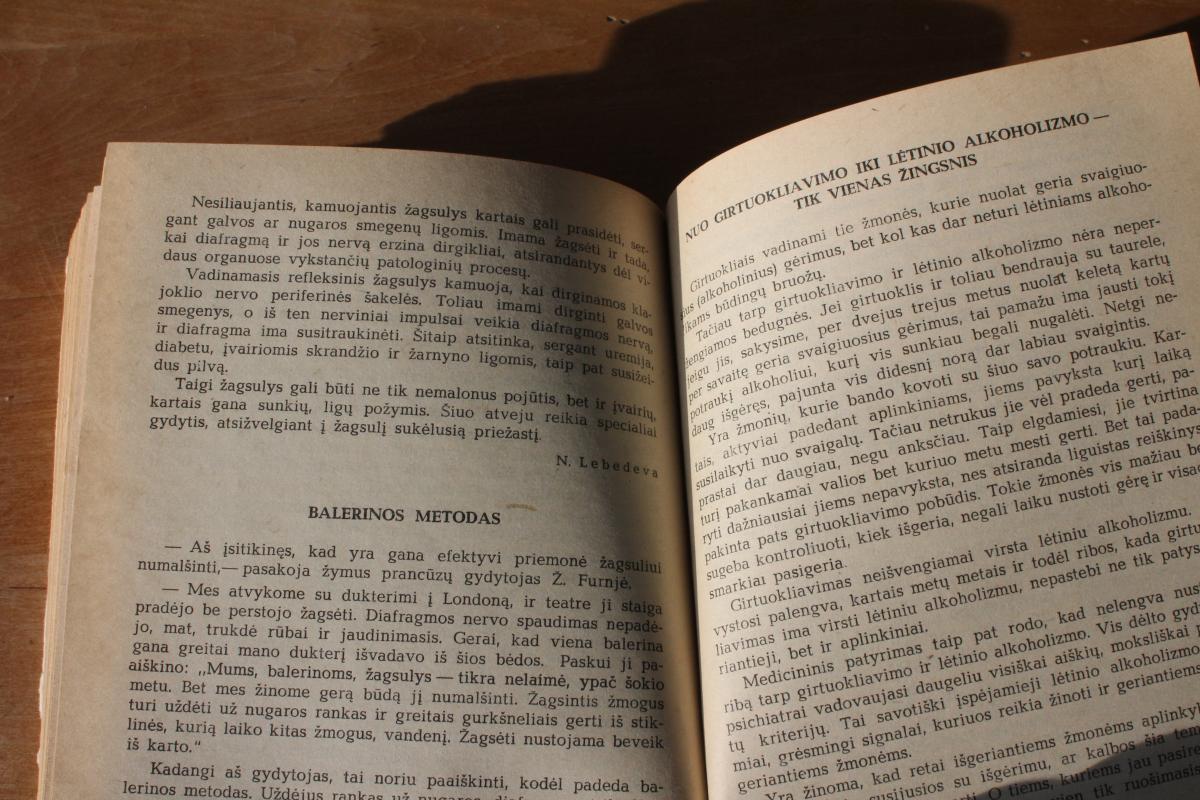 Nesiliaujantis, kamuojantis žagsulys kartais gali prasidėti, ser-
gant galvos ar nugaros smegenų ligomis. Imama žagsėti ir tada,
kai diafragmą ir jos nervą erzina dirgikliai, atsirandantys dėl vi-
daus organuose vykstančių patologinių procesų.
Vadinamasis refleksinis žagsulys kamuoja, kai dirginamos kla-
joklio nervo periferinės šakelės. Toliau imami dirginti galvos
smegenys, o iš ten nerviniai impulsai veikia diafragmos nervą,
ir diafragma ima susitraukinėti. Šitaip atsitinka, sergant uremija,
diabetu, įvairiomis skrandžio ir žarnyno ligomis, taip pat susižei-
dus pilvą.
Taigi žagsulys gali būti ne tik nemalonus pojūtis, bet ir įvairių,
kartais gana sunkių, ligų požymis. Šiuo atveju reikia specialiai
gydytis, atsižvelgiant į žagsulį sukėlusią priežastį.
N. Lebedeva
BALERINOS METODAS
— Aš įsitikinęs, kad yra gana efektyvi priemonė žagsuliui
numalšinti,— pasakoja žymus prancūzų gydytojas Ž. Furnjė,
— Mes atvykome su dukterimi į Londoną, ir teatre ji staiga
pradėjo be perstojo žagsėti. Diafragmos nervo spaudimas nepadė-
jo, mat, trukdė rūbai ir jaudinimasis. Gerai, kad viena balerina
gana greitai mano dukterį išvadavo iš šios bėdos. Paskui ji pa-
aiškino: „Mums, balerinoms, žagsulys — tikra nelaimė, ypač šokio
metu. Bet mes žinome gerą būdą jį numalšinti. Žagsintis žmogus
turi uždėti už nugaros rankas ir greitais gurkšneliais gerti iš stik-
linės, kurią laiko kitas žmogus, vandenį. Žagsėti nustojama beveik
iš karto."
Kadangi aš gydytojas, tai noriu paaiškinti, kodėl padeda ba-
lerinos metodas. Uždėjus rankas už nugaros,
NUO GIRTUOKLIAVIMO IKI LĖTINIO ALKOHOLIZMO —
TIK VIENAS ŽINGSNIS
Girtuokliais vadinami tie žmonės, kurie nuolat geria svaigiuo-
sius (alkoholinius) gėrimus, bet kol kas dar neturi lėtiniams alkoho-
likams būdingų bruožų.
Tačiau tarp girtuokliavimo ir lėtinio alkoholizmo nėra neper-
žengiamos bedugnės. Jei girtuoklis ir toliau bendrauja su taurele,
jeigu jis, sakysime, per dvejus trejus metus nuolat keletą kartų
per savaitę geria svaigiuosius gėrimus, tai pamažu ima jausti tokį
potraukį alkoholiui, kurį vis sunkiau begali nugalėti. Netgi ne-
daug išgėręs, pajunta vis didesnį norą dar labiau svaigintis.
Yra žmonių, kurie bando kovoti su šiuo savo potraukiu. Kar-
tais, aktyviai padedant aplinkiniams, jiems pavyksta kurį laiką
susilaikyti nuo svaigalų. Tačiau netrukus jie vėl pradeda gerti, pa-
prastai dar daugiau, negu anksčiau. Taip elgdamiesi, jie tvirtina
turį pakankamai valios bet kuriuo metu mesti gerti. Bet tai pada-
ryti dažniausiai jiems nepavyksta, nes atsiranda liguistas reiškinys
pakinta pats girtuokliavimo pobūdis. Tokie žmonės vis mažiau be
sugeba kontroliuoti, kiek išgeria, negali laiku nustoti gėrę ir visad
smarkiai pasigeria.
Girtuokliavimas neišvengiamai virsta lėtiniu alkoholizmu.
vystosi palengva, kartais metų metais ir todėl ribos, kada girtu
liavimas ima virsti lėtiniu alkoholizmu, nepastebi ne tik patys
riantieji, bet ir aplinkiniai.
Medicininis patyrimas taip pat rodo, kad nelengva nus
ribą tarp girtuokliavimo ir lėtinio alkoholizmo. Vis dėlto gyd
psichiatrai vadovaujasi daugeliu visiškai aiškių, moksliškai p
tų kriterijų. Tai savotiški įspėjamieji lėtinio alkoholizmo
miai, grėsmingi signalai, kuriuos reikia žinoti ir geriantiems
geriantiems žmonėms.
Yra žinoma, kad retai išgeriantiems žmonėms aplinkyb
susijusios su išgėrimu, ar kalbos šia tem
O tiems, kuriems jau pasire
vien tik ruošimasis